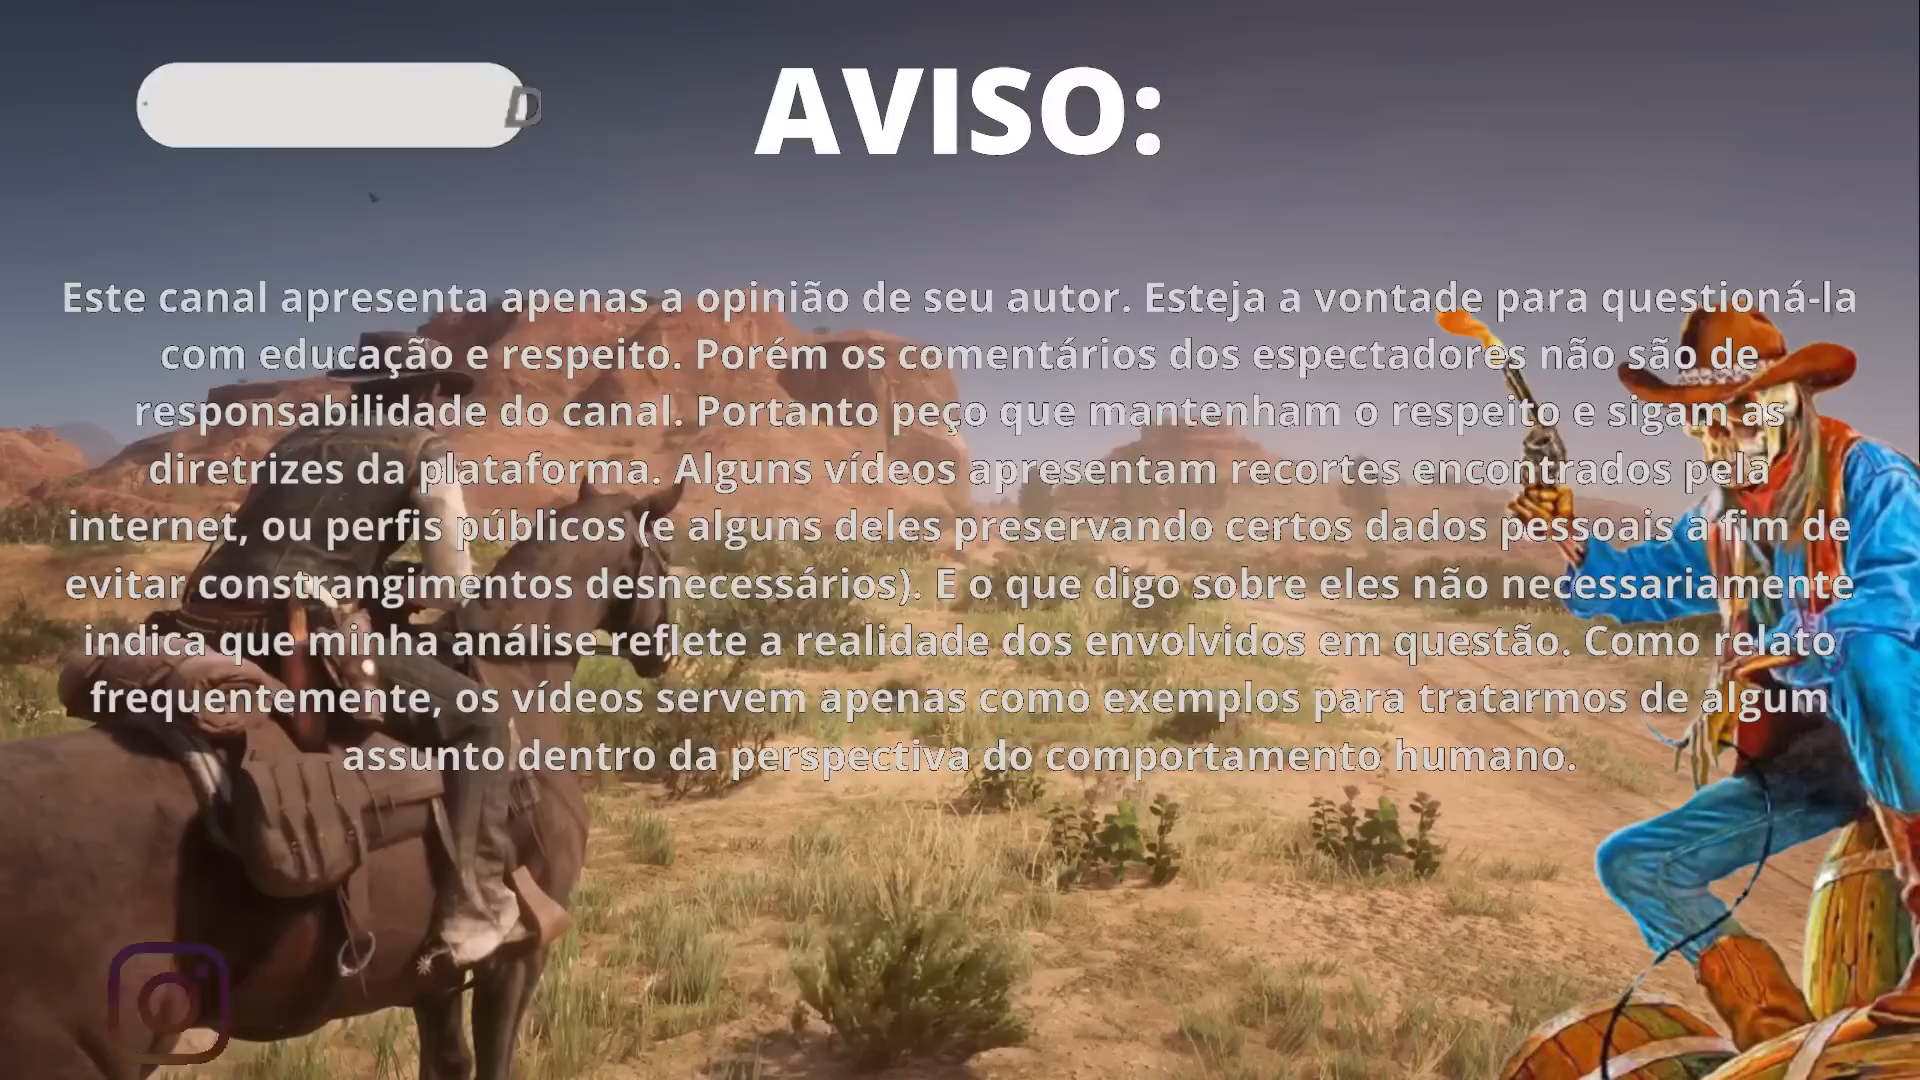 AVISO:
Este canal apresenta apenas a opinião de seu autor. Esteja a vontade para questioná-la
com educação e respeito. Porém os comentários dos espectadores não são de
responsabilidade do canal. Portanto peço que mantenham o respeito e sigam as
diretrizes da plataforma. Alguns vídeos apresentam recortes encontrados pela
internet, ou perfis públicos (e alguns deles preservando certos dados pessoais a fim de
evitar constrangimentos desnecessários). E o que digo sobre eles não necessariamente
indica que minha análise reflete a realidade dos envolvidos em questão. Como relato
frequentemente, os vídeos servem apenas como exemplos para tratarmos de algum
assunto dentro da perspectiva do comportamento humano.